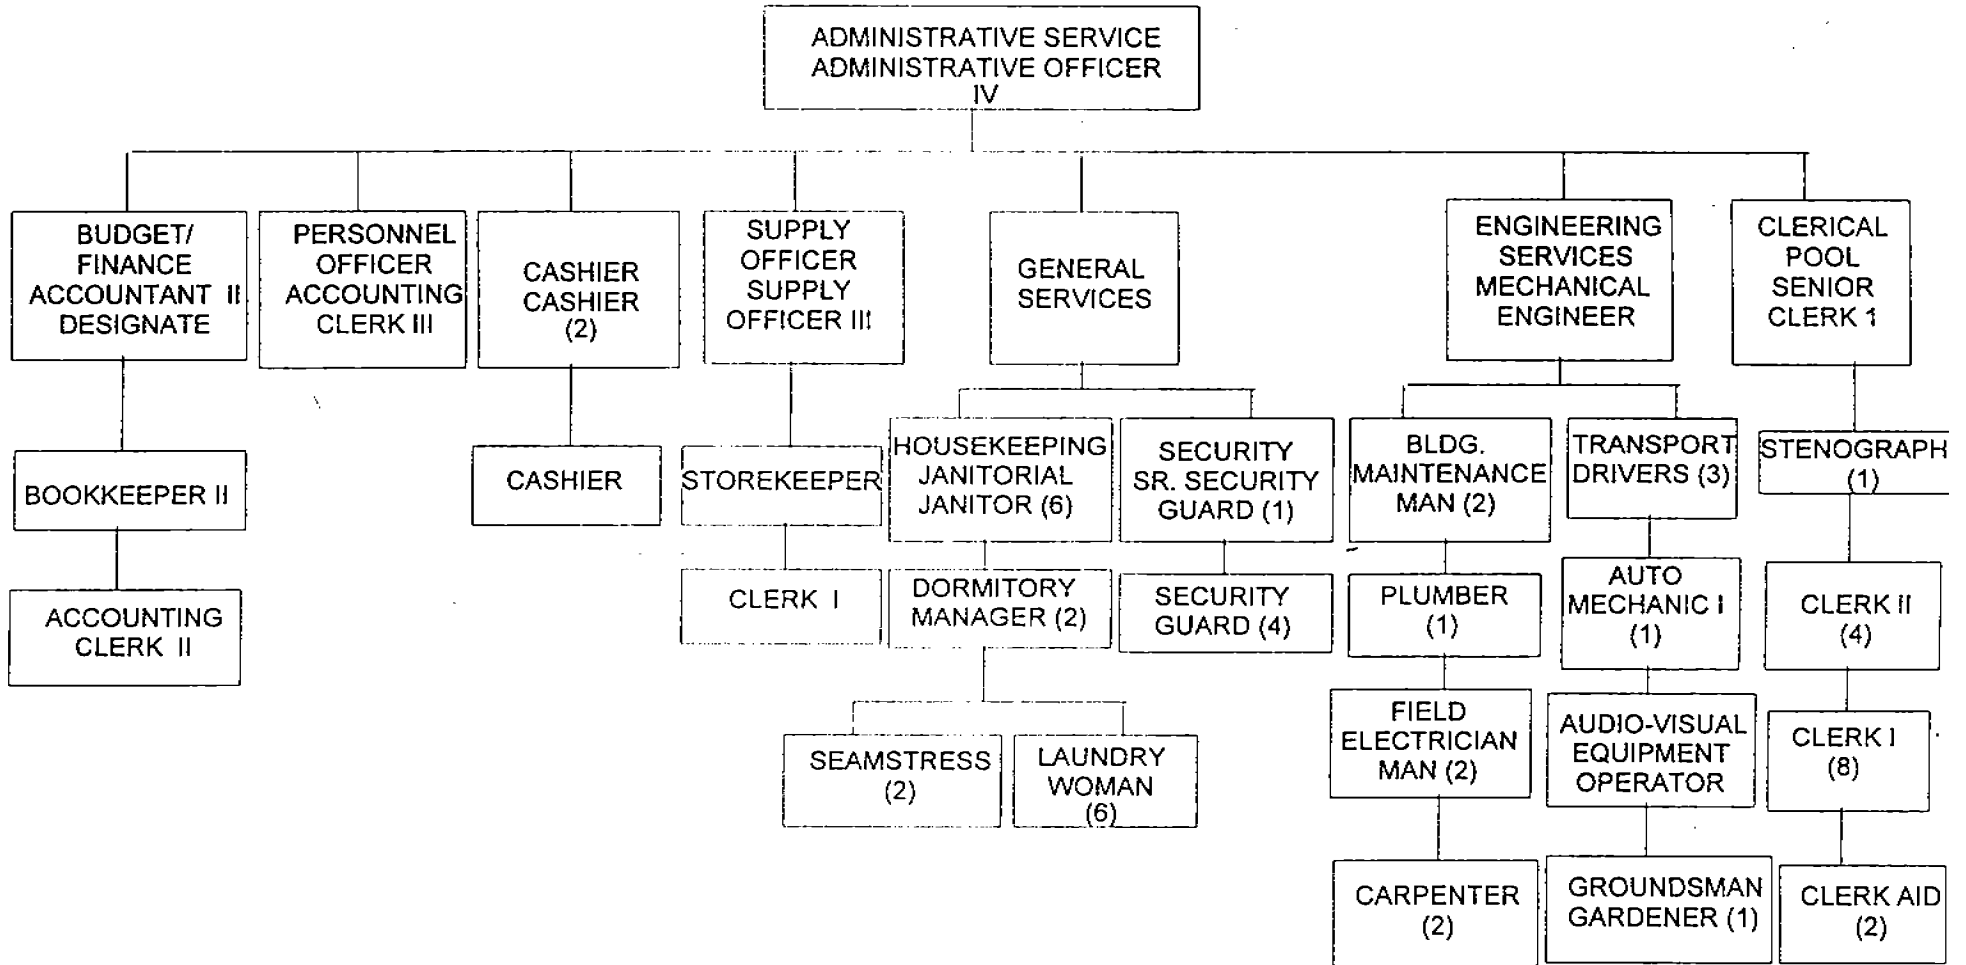 ADMINISTRATIVE SERVICE
ADMINISTRATIVE OFFICER
IV
BUDGET/
FINANCE
ACCOUNTANT II
DESIGNATE
PERSONNEL
OFFICER
ACCOUNTING
CLERK III
CASHIER
CASHIER
(2)
SUPPLY
OFFICER
SUPPLY
OFFICER III
GENERAL
SERVICES
ENGINEERING
SERVICES
MECHANICAL
ENGINEER
CLERICAL
POOL
SENIOR
CLERK 1
BOOKKEEPER II
CASHIER
STOREKEEPER
HOUSEKEEPING
JANITORIAL
JANITOR (6)
SECURITY
SR. SECURITY
GUARD (1)
BLDG.
MAINTENANCE
MAN (2)
TRANSPORT
DRIVERS (3)
STENOGRAPH
(1)
ACCOUNTING
CLERK II
CLERK I
DORMITORY
MANAGER (2)
SECURITY
GUARD (4)
PLUMBER
(1)
AUTO
MECHANIC I
(1)
CLERK II
(4)
SEAMSTRESS
(2)
LAUNDRY
WOMAN
(6)
FIELD
ELECTRICIAN
MAN (2)
AUDIO-VISUAL
EQUIPMENT
OPERATOR
CLERK I
(8)
CARPENTER
(2)
GROUNDSMAN
GARDENER (1)
CLERK AID
(2)